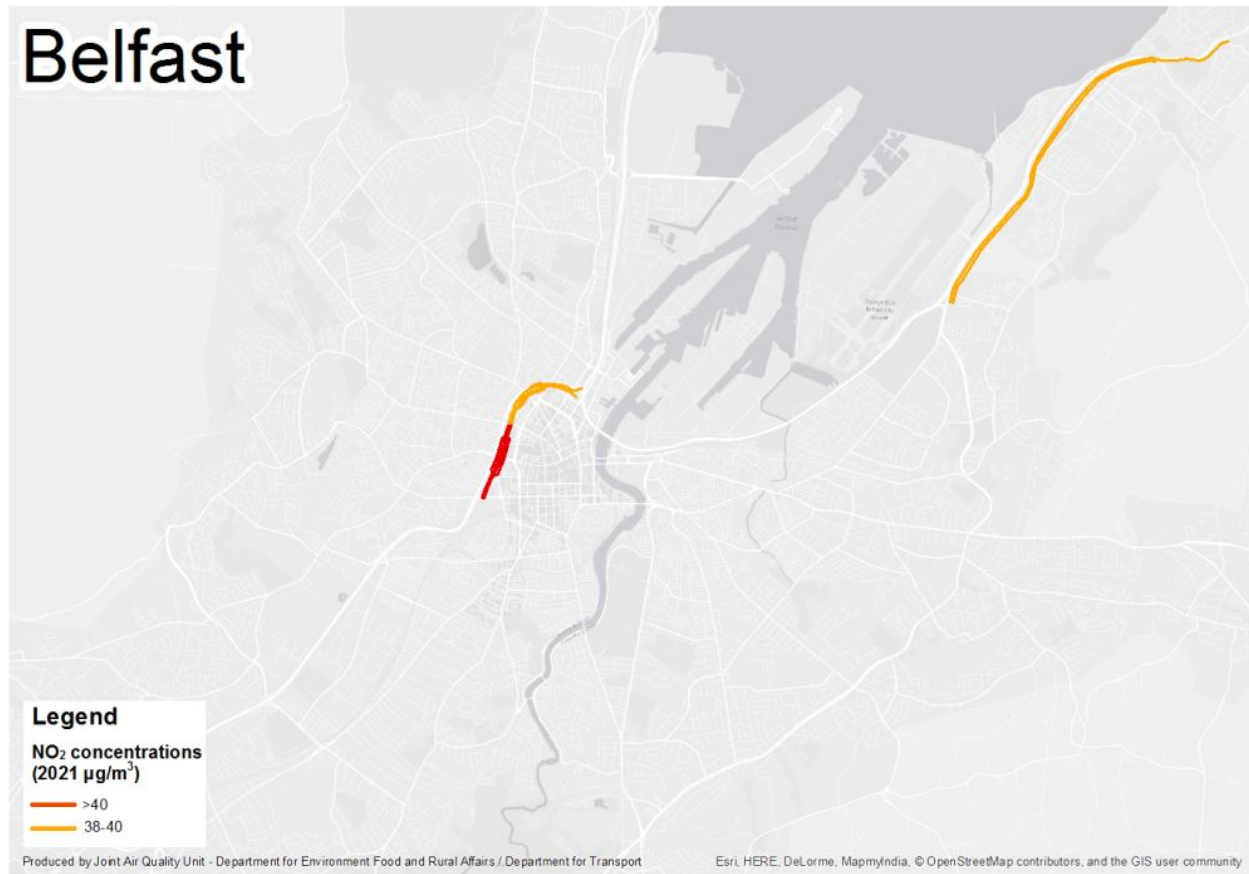 Belfast
Legend
NO₂ concentrations
(2021 µg/m³)
>40
38-40
Produced by Joint Air Quality Unit - Department for Environment Food and Rural Affairs / Department for Transport
Esri, HERE, DeLorme, MapmyIndia, © OpenStreetMap contributors, and the GIS user community